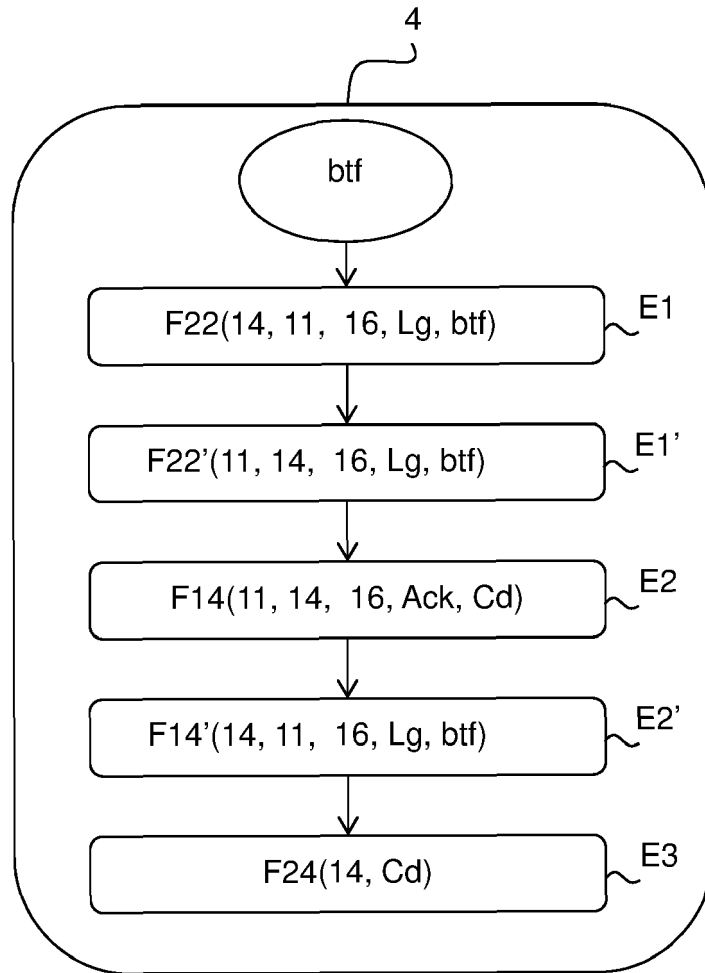 4
btf
F22(14, 11, 16, Lg, btf)
E1
F22’(11, 14, 16, Lg, btf)
E1’
F14(11, 14, 16, Ack, Cd)
E2
F14’(14, 11, 16, Lg, btf)
E2’
F24(14, Cd)
E3